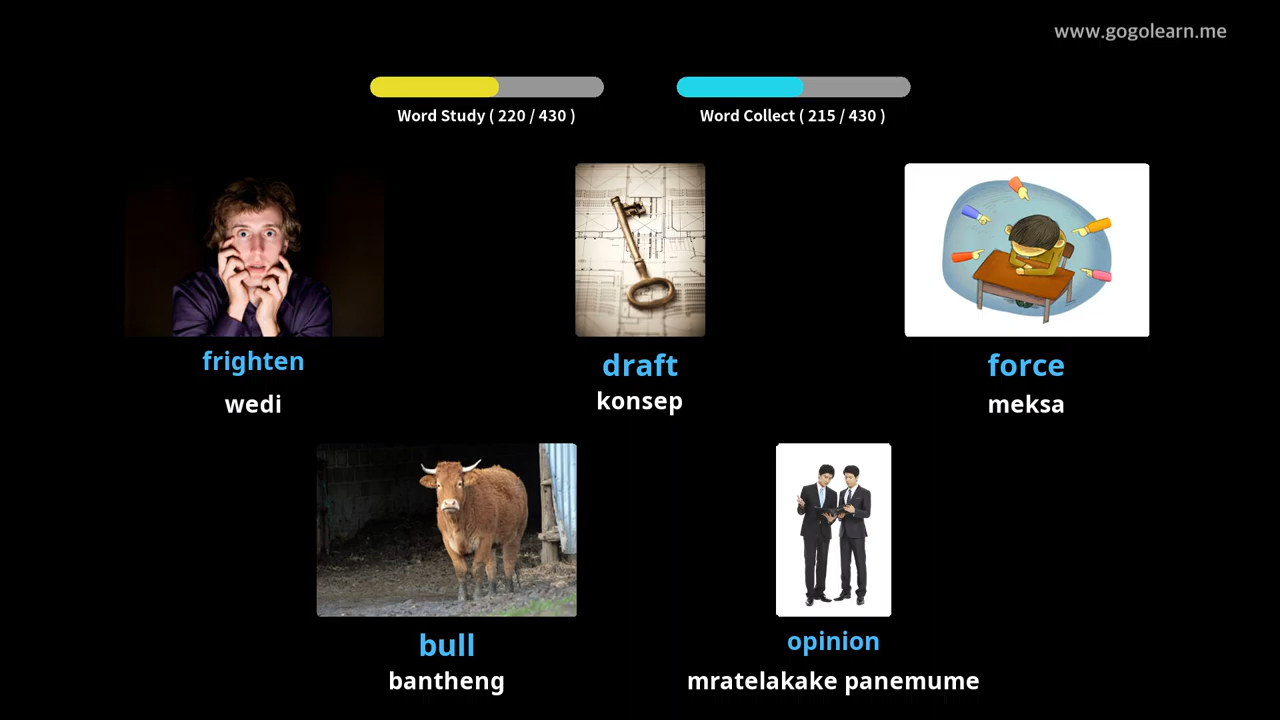 www.gogolearn.me
Word Study ( 220 / 430 )
Word Collect ( 215 / 430 )
frighten
wedi
draft
konsep
force
meksa
bull
bantheng
opinion
mratelakake panemume